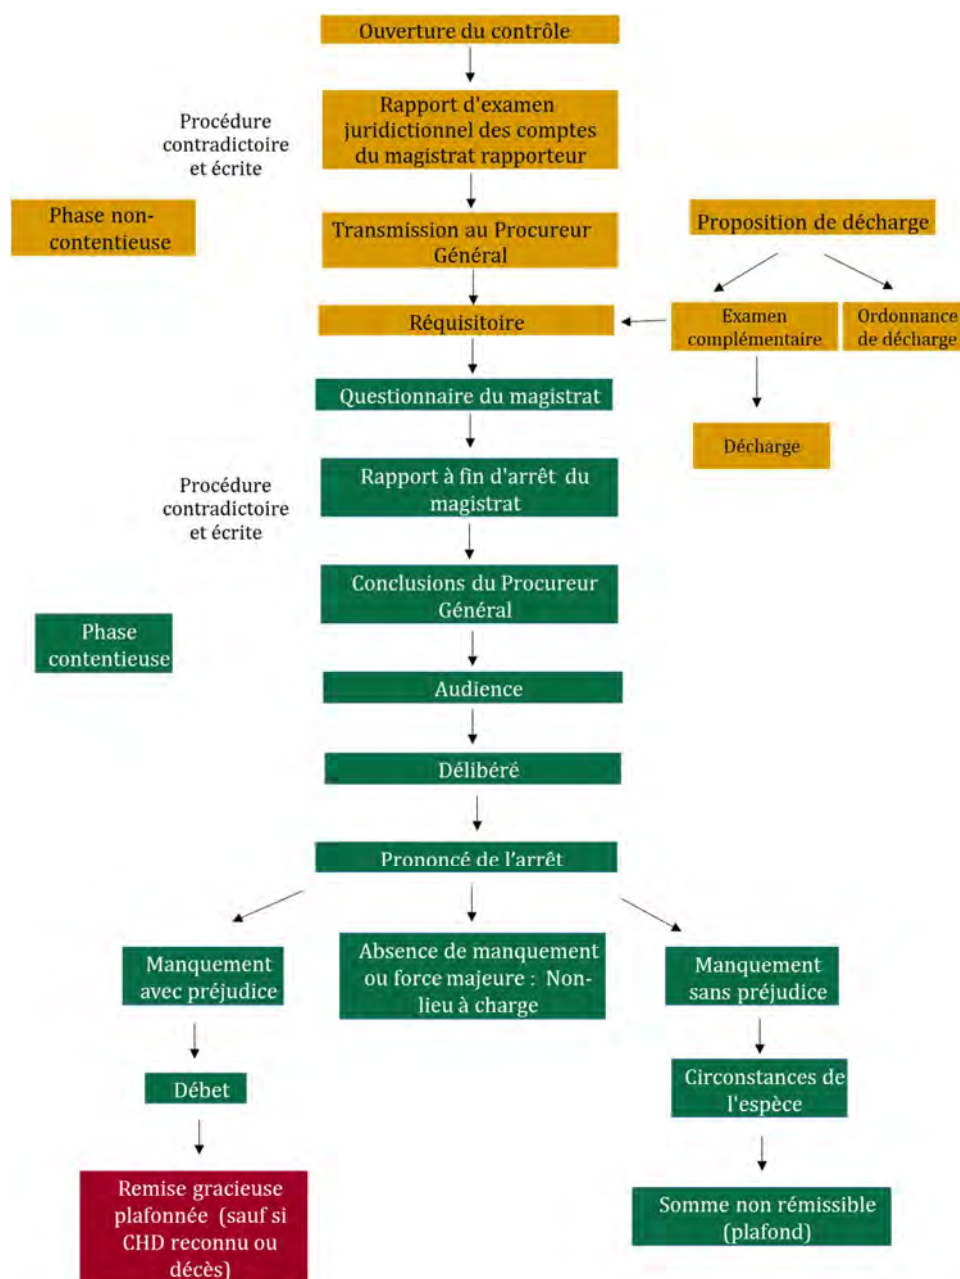 Ouverture du contrôle
Procédure
contradictoire
et écrite
Rapport d'examen
juridictionnel des comptes
du magistrat rapporteur
Phase non-
contentieuse
Transmission au Procureur
Général
Proposition de décharge
Réquisitoire
Examen
complémentaire
Ordonnance
de décharge
Questionnaire du magistrat
Décharge
Procédure
contradictoire
et écrite
Rapport à fin d'arrêt du
magistrat
Conclusions du Procureur
Général
Phase
contentieuse
Audience
Délibéré
Prononcé de l'arrêt
Manquement
avec préjudice
Absence de manquement
ou force majeure : Non-
lieu à charge
Manquement
sans préjudice
Débet
Circonstances de
l'espèce
Remise gracieuse
plafonnée (sauf si
CHD reconnu ou
décès)
Somme non rémissible
(plafond)